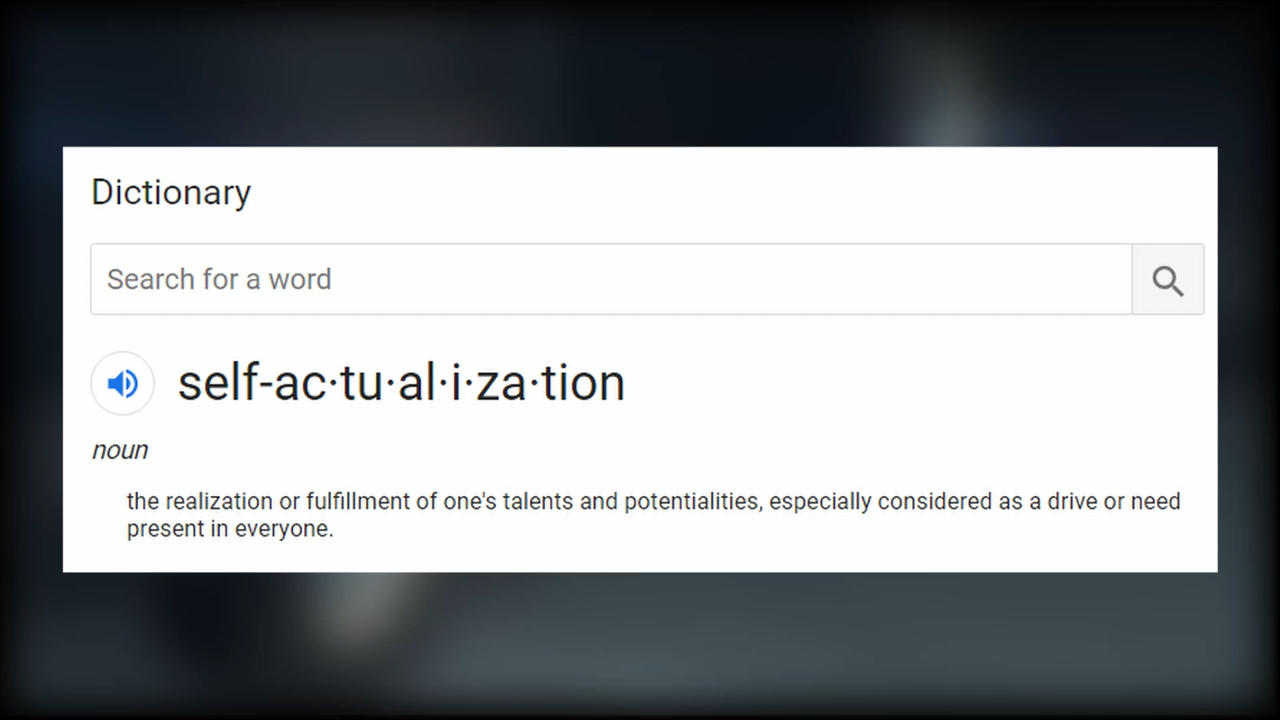 Dictionary
Search for a word
self-ac·tu·al·i·za·tion
noun
the realization or fulfillment of one's talents and potentialities, especially considered as a drive or need
present in everyone.